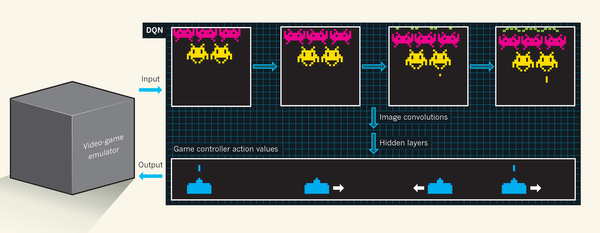 DQN
Input
Image convolutions
Hidden layers
Video-game
emulator
Game controller action values
Output